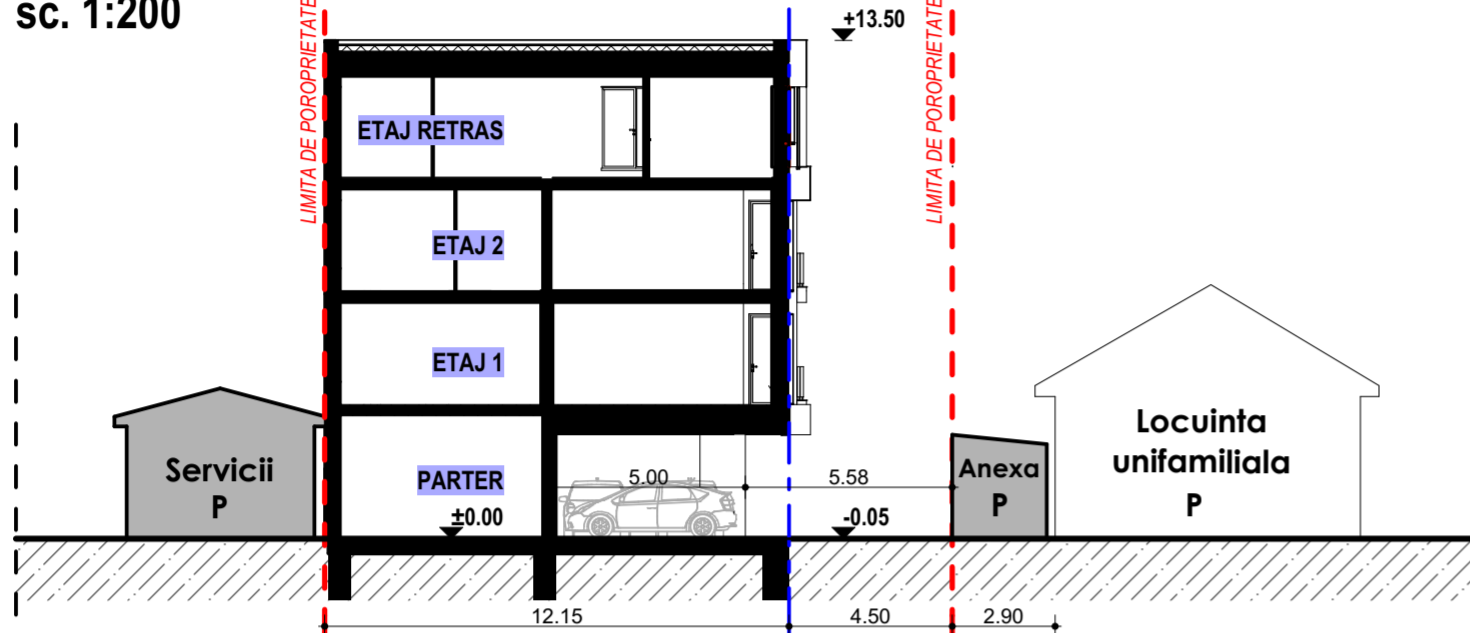 sc. 1:200
LIMITA DE POROPRIETATE
+13.50
LIMITA DE POROPRIETATE
ETAJ RETRAS
ETAJ 2
ETAJ 1
Servicii
P
PARTER
±0.00
5.00
5.58
-0.05
Anexa
P
Locuinta
unifamiliala
P
12.15
4.50
2.90